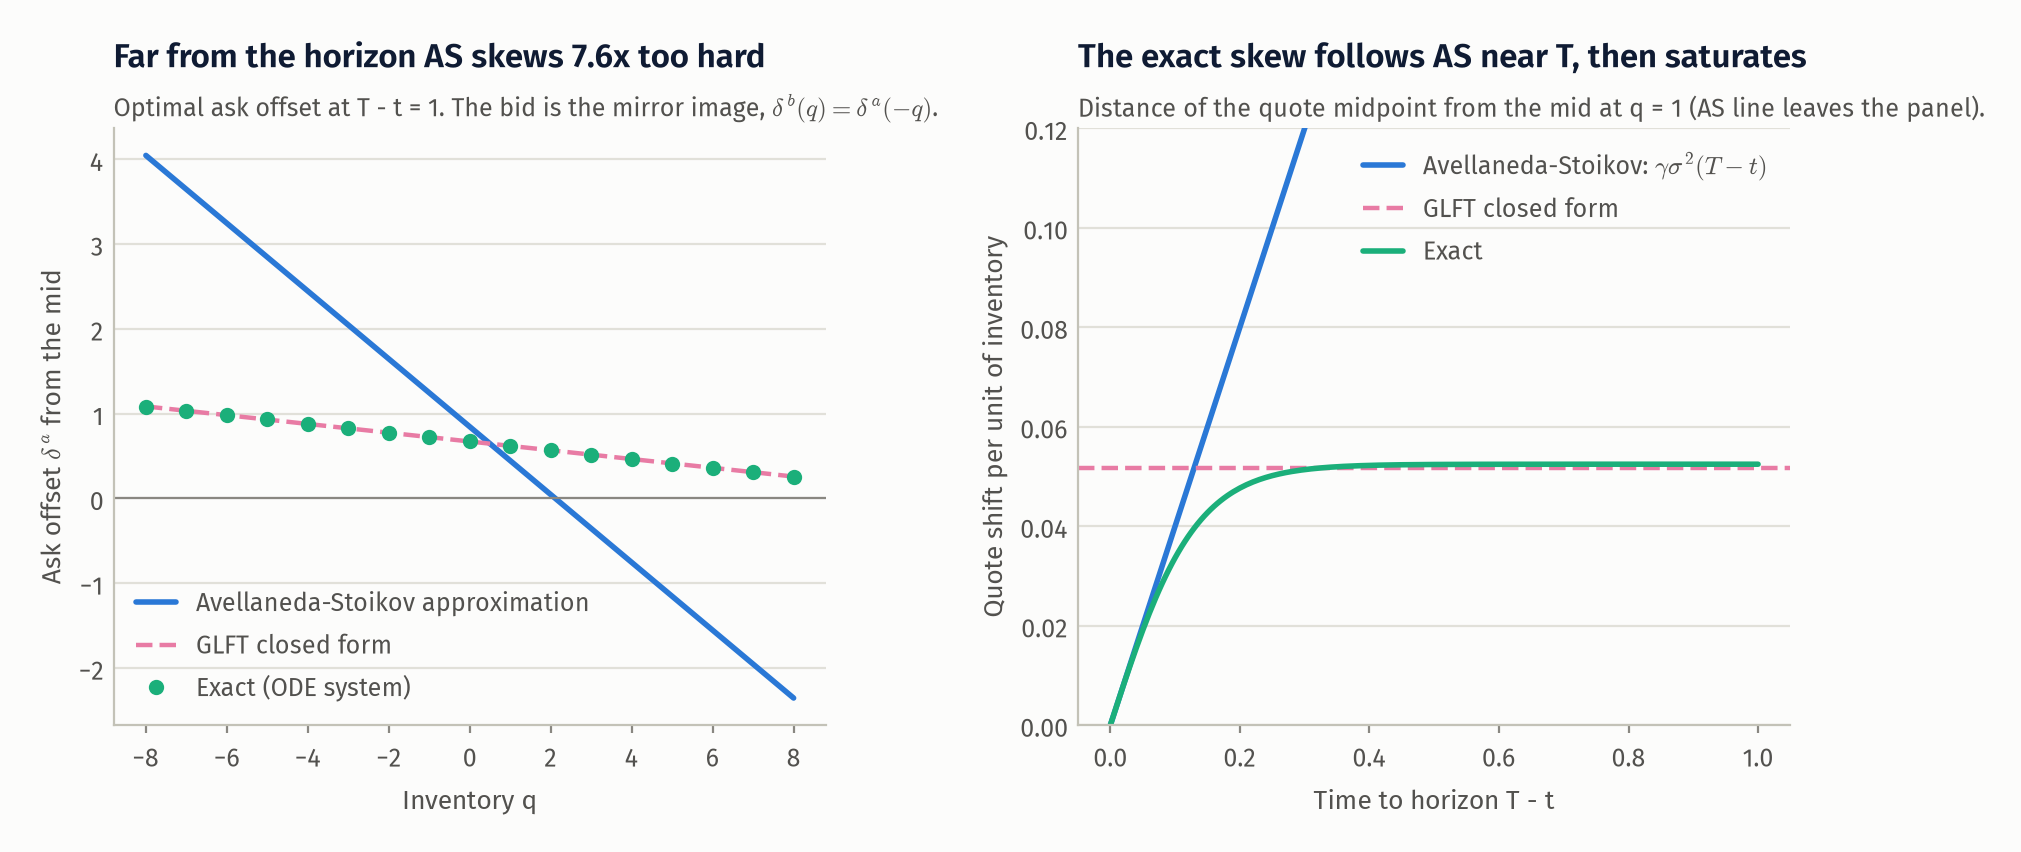 Far from the horizon AS skews 7.6x too hard
Optimal ask offset at T - t = 1. The bid is the mirror image, δᵇ(q) = δᵃ(−q).
4
3
2
1
0
−1
−2
Ask offset δᵃ from the mid
Avellaneda-Stoikov approximation
GLFT closed form
Exact (ODE system)
−8 −6 −4 −2 0 2 4 6 8
Inventory q
The exact skew follows AS near T, then saturates
Distance of the quote midpoint from the mid at q = 1 (AS line leaves the panel).
0.12
0.10
0.08
0.06
0.04
0.02
0.00
Quote shift per unit of inventory
Avellaneda-Stoikov: γσ²(T − t)
GLFT closed form
Exact
0.0 0.2 0.4 0.6 0.8 1.0
Time to horizon T - t